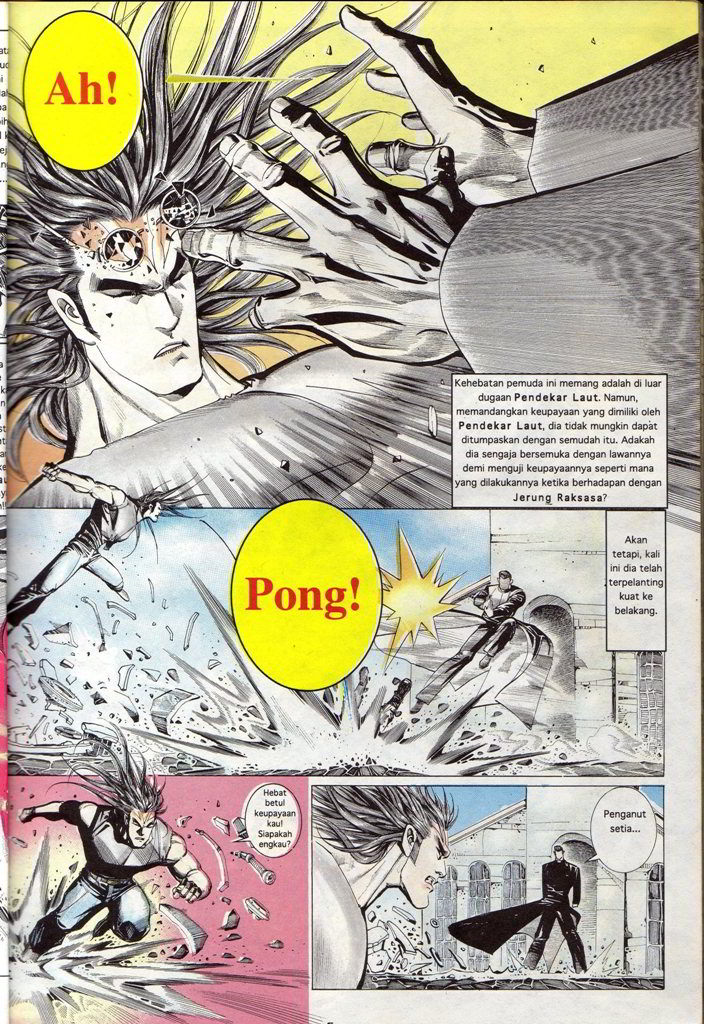 Ah!
Kehebatan pemuda ini memang adalah di luar
dugaan Pendekar Laut. Namun,
memandangkan keupayaan yang dimiliki oleh
Pendekar Laut, dia tidak mungkin dapat
ditumpaskan dengan semudah itu. Adakah
dia sengaja bersemuka dengan lawannya
demi menguji keupayaannya seperti mana
yang dilakukannya ketika berhadapan dengan
Jerung Raksasa?
Akan
tetapi, kali
ini dia telah
terpelanting
kuat ke
belakang.
Pong!
Hebat
betul
keupayaan
kau!
Siapakah
engkau?
Penganut
setia...